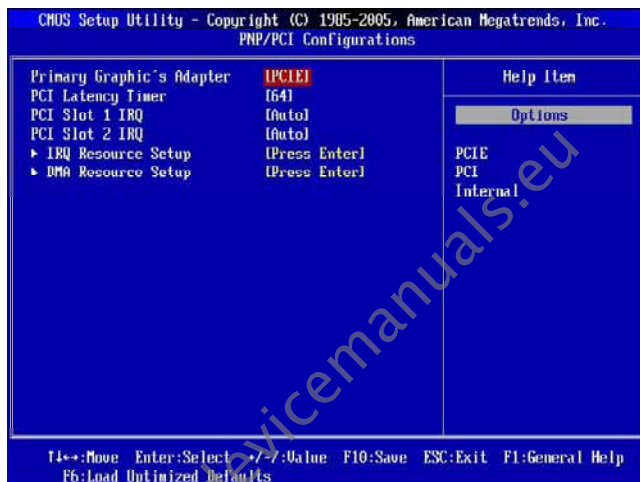 CMOS Setup Utility - Copyright (C) 1985-2005, American Megatrends, Inc.
PNP/PCI Configurations
Primary Graphic's Adapter [PCIE]
PCI Latency Timer [64]
PCI Slot 1 IRQ [Auto]
PCI Slot 2 IRQ [Auto]
► IRQ Resource Setup [Press Enter]
► DMA Resource Setup [Press Enter]
Help Item
Options
PCIE
PCI
Internal
↑↓←→:Move Enter:Select +/-/:Value F10:Save ESC:Exit F1:General Help
F6:Load Optimized Defaults
devicemanuals.eu